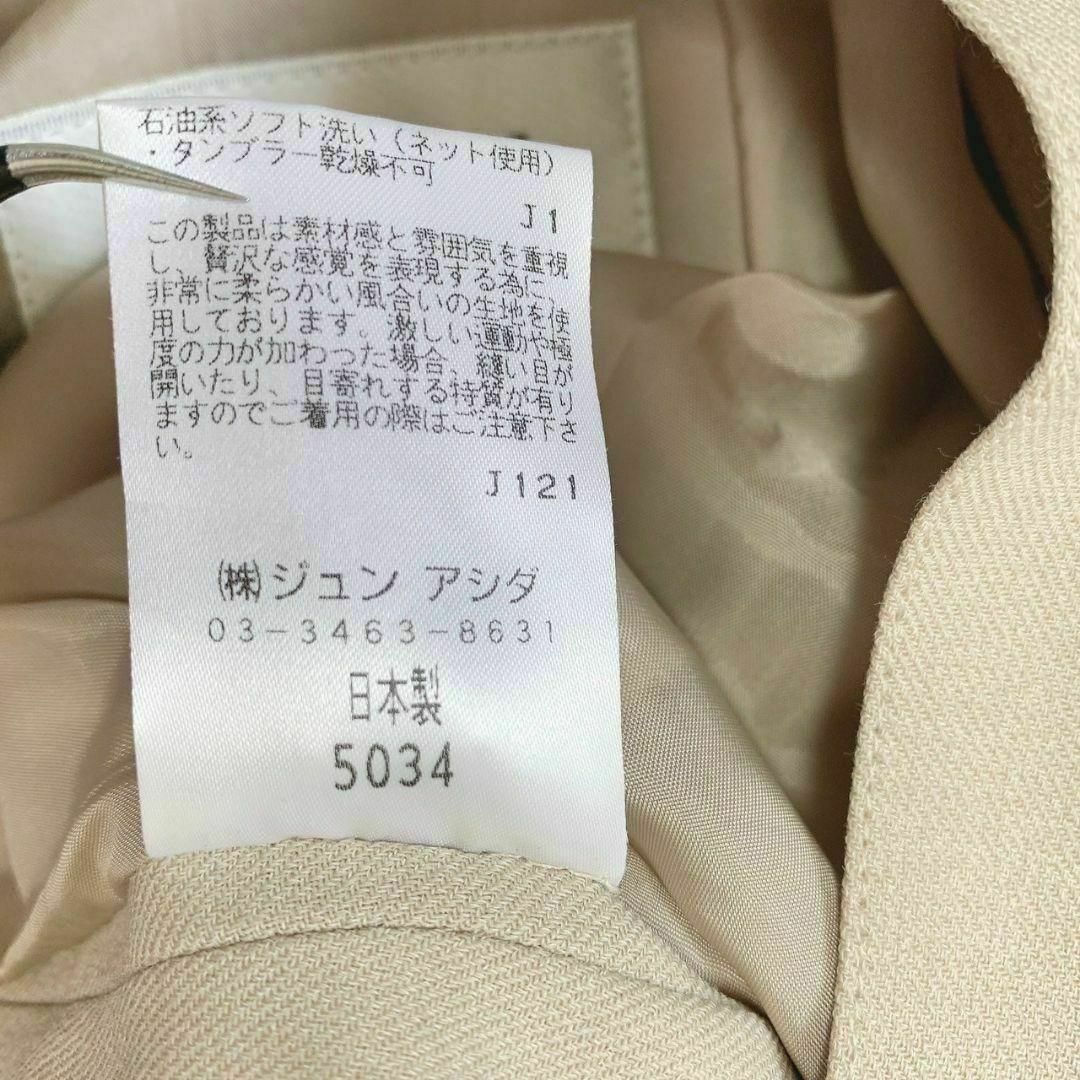 石油系ソフト洗い（ネット使用）
・タンブラー乾燥不可
J1
この製品は素材感と雰囲気を重視
し、贅沢な感覚を表現する為に、
非常に柔らかい風合いの生地を使
用しております。激しい運動や極
度の力が加わった場合、縫い目が
開いたり、目寄れする特質が有り
ますのでご着用の際はご注意下さ
い。
J121
㈱ジュン アシダ
03-3463-8631
日本製
5034